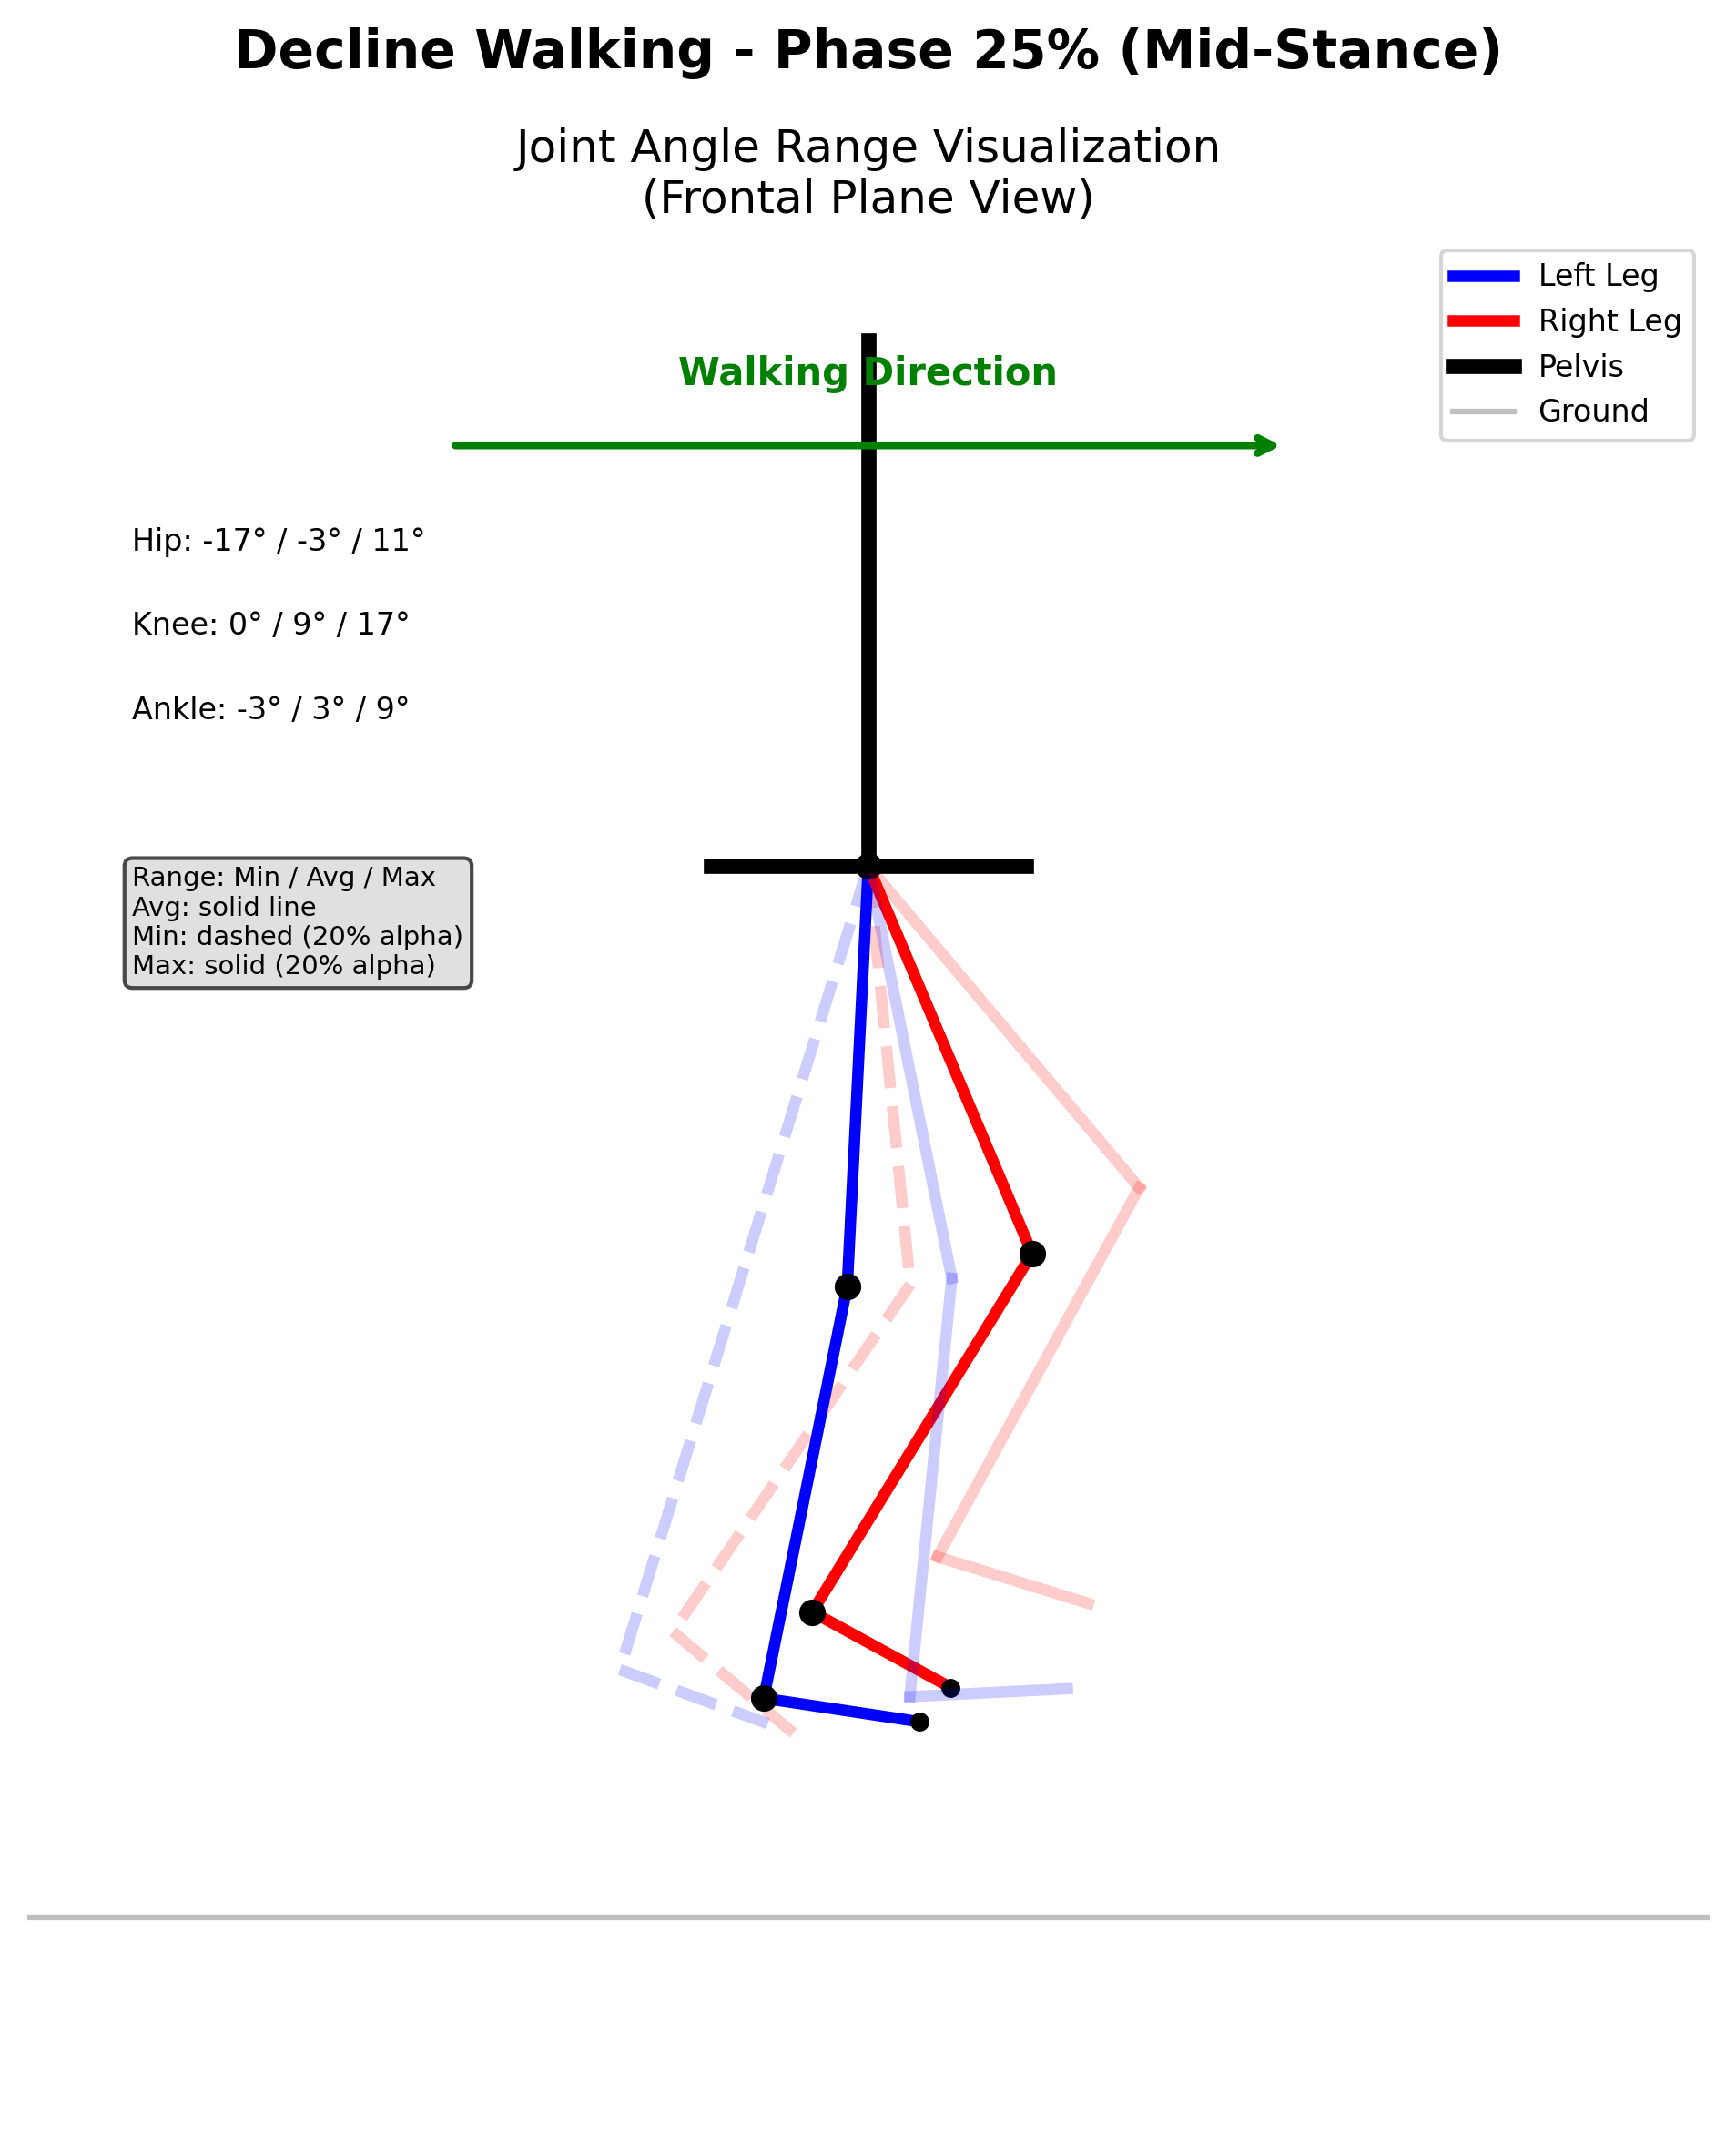 Decline Walking - Phase 25% (Mid-Stance)
Joint Angle Range Visualization
(Frontal Plane View)
Left Leg
Right Leg
Pelvis
Ground
Walking Direction
Hip: -17° / -3° / 11°
Knee: 0° / 9° / 17°
Ankle: -3° / 3° / 9°
Range: Min / Avg / Max
Avg: solid line
Min: dashed (20% alpha)
Max: solid (20% alpha)